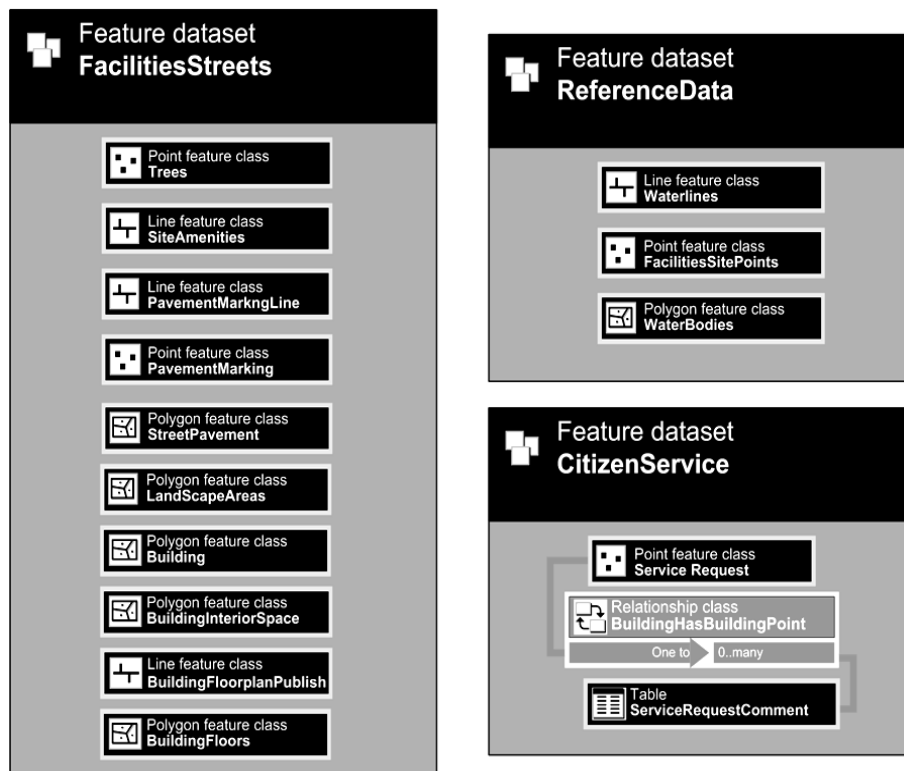 Feature dataset
FacilitiesStreets
Point feature class
Trees
Line feature class
SiteAmenities
Line feature class
PavementMarkngLine
Point feature class
PavementMarking
Polygon feature class
StreetPavement
Polygon feature class
LandScapeAreas
Polygon feature class
Building
Polygon feature class
BuildingInteriorSpace
Line feature class
BuildingFloorplanPublish
Polygon feature class
BuildingFloors
Feature dataset
ReferenceData
Line feature class
Waterlines
Point feature class
FacilitiesSitePoints
Polygon feature class
WaterBodies
Feature dataset
CitizenService
Point feature class
Service Request
Relationship class
BuildingHasBuildingPoint
One to 0..many
Table
ServiceRequestComment